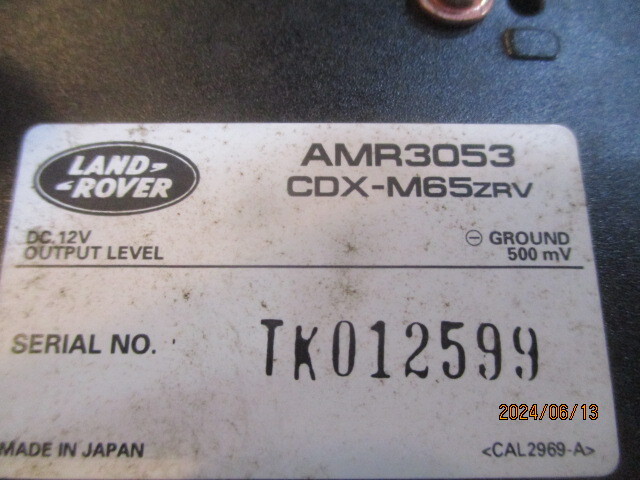 LAND
ROVER
AMR3053
CDX-M65ZRV
DC.12V ⊖ GROUND
OUTPUT LEVEL 500 mV
SERIAL NO. TK012599
2024/06/13
MADE IN JAPAN <CAL2969-A>